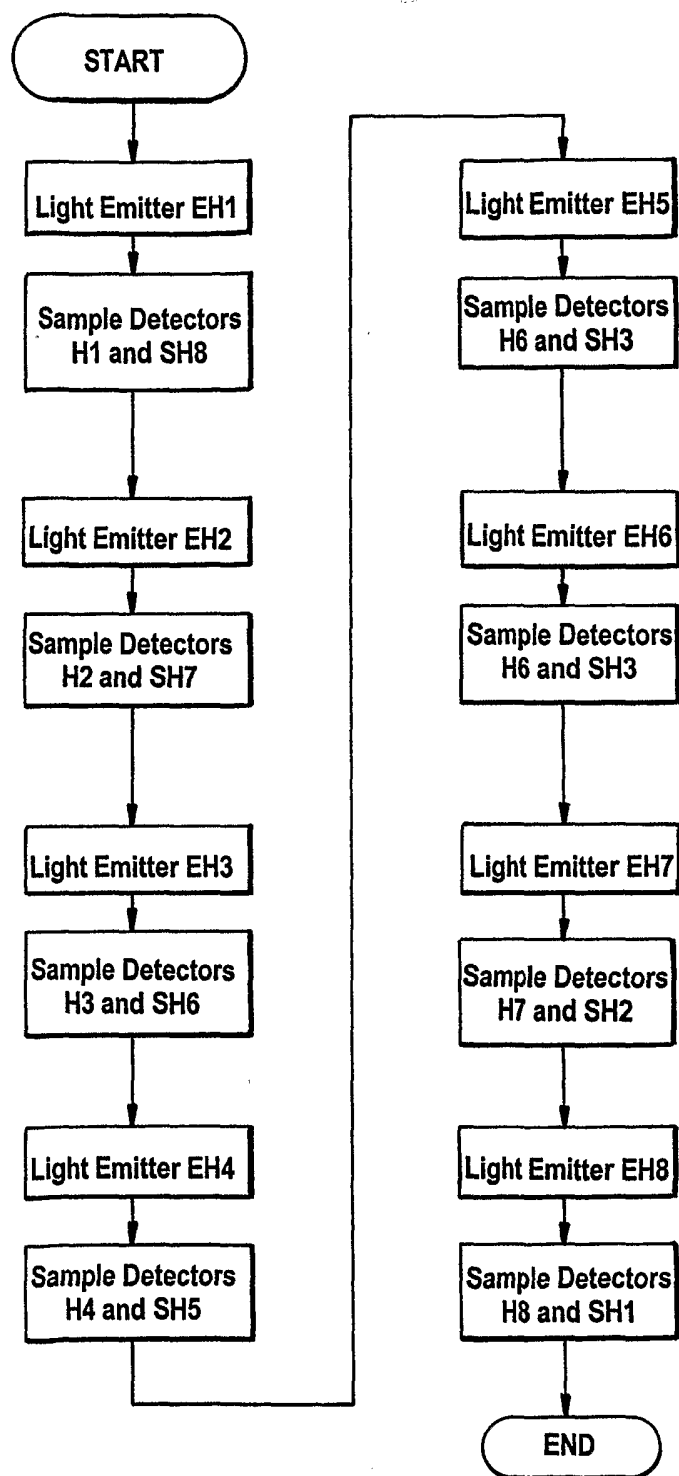 START
Light Emitter EH1
Sample Detectors
H1 and SH8
Light Emitter EH2
Sample Detectors
H2 and SH7
Light Emitter EH3
Sample Detectors
H3 and SH6
Light Emitter EH4
Sample Detectors
H4 and SH5
Light Emitter EH5
Sample Detectors
H6 and SH3
Light Emitter EH6
Sample Detectors
H6 and SH3
Light Emitter EH7
Sample Detectors
H7 and SH2
Light Emitter EH8
Sample Detectors
H8 and SH1
END